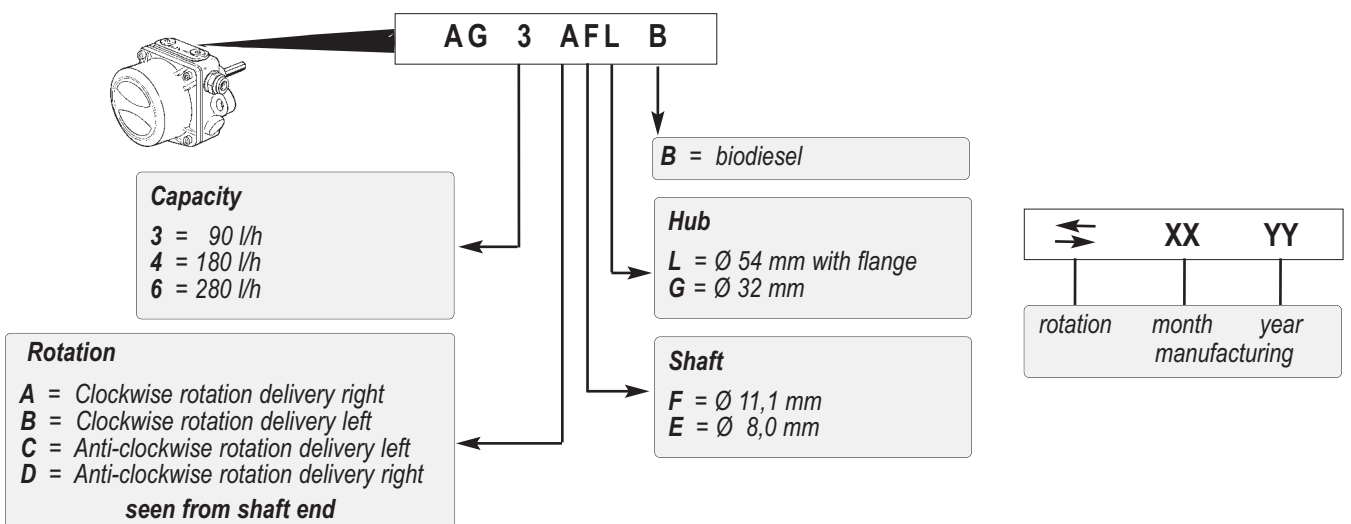 AG 3 AFL B
B = biodiesel
Capacity
3 = 90 l/h
4 = 180 l/h
6 = 280 l/h
Hub
L = Ø 54 mm with flange
G = Ø 32 mm
Rotation
A = Clockwise rotation delivery right
B = Clockwise rotation delivery left
C = Anti-clockwise rotation delivery left
D = Anti-clockwise rotation delivery right
seen from shaft end
Shaft
F = Ø 11,1 mm
E = Ø 8,0 mm
XX YY
rotation month year
manufacturing